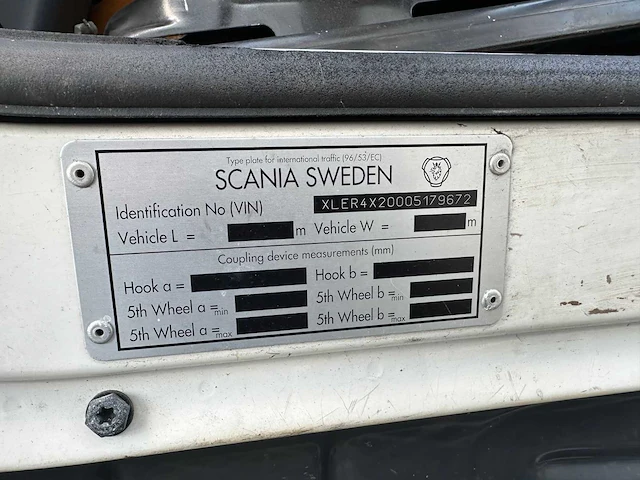 Type plate for international traffic (96/53/EC)
SCANIA SWEDEN
Identification No (VIN) XLER4X20005179672
Vehicle L = m Vehicle W = m
Coupling device measurements (mm)
Hook a = Hook b =
5th Wheel a =min 5th Wheel b =min
5th Wheel a =max 5th Wheel b =max